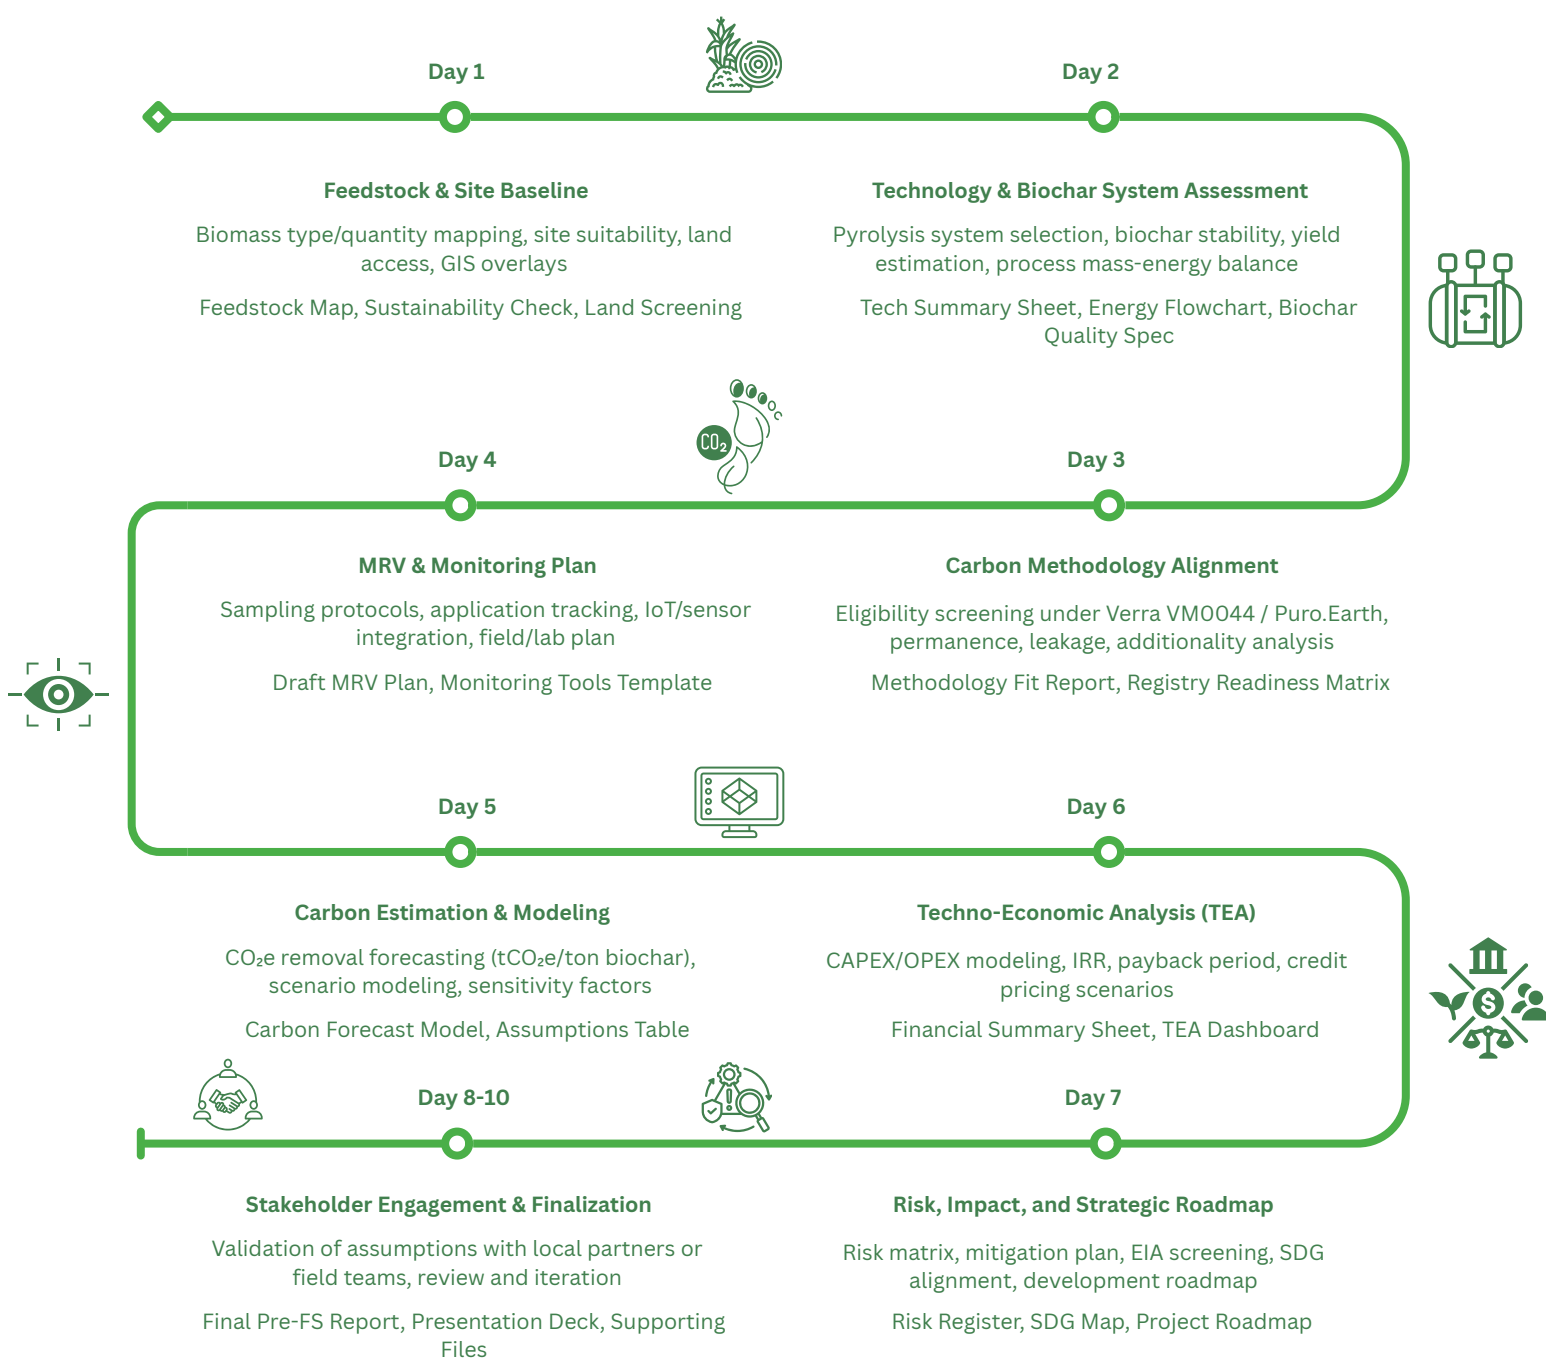 Day 1
Feedstock & Site Baseline
Biomass type/quantity mapping, site suitability, land
access, GIS overlays
Feedstock Map, Sustainability Check, Land Screening
Day 2
Technology & Biochar System Assessment
Pyrolysis system selection, biochar stability, yield
estimation, process mass-energy balance
Tech Summary Sheet, Energy Flowchart, Biochar
Quality Spec
Day 3
Carbon Methodology Alignment
Eligibility screening under Verra VM0044 / Puro.Earth,
permanence, leakage, additionality analysis
Methodology Fit Report, Registry Readiness Matrix
CO₂
Day 4
MRV & Monitoring Plan
Sampling protocols, application tracking, IoT/sensor
integration, field/lab plan
Draft MRV Plan, Monitoring Tools Template
Day 5
Carbon Estimation & Modeling
CO₂e removal forecasting (tCO₂e/ton biochar),
scenario modeling, sensitivity factors
Carbon Forecast Model, Assumptions Table
Day 6
Techno-Economic Analysis (TEA)
CAPEX/OPEX modeling, IRR, payback period, credit
pricing scenarios
Financial Summary Sheet, TEA Dashboard
$
Day 7
Risk, Impact, and Strategic Roadmap
Risk matrix, mitigation plan, EIA screening, SDG
alignment, development roadmap
Risk Register, SDG Map, Project Roadmap
Day 8-10
Stakeholder Engagement & Finalization
Validation of assumptions with local partners or
field teams, review and iteration
Final Pre-FS Report, Presentation Deck, Supporting
Files